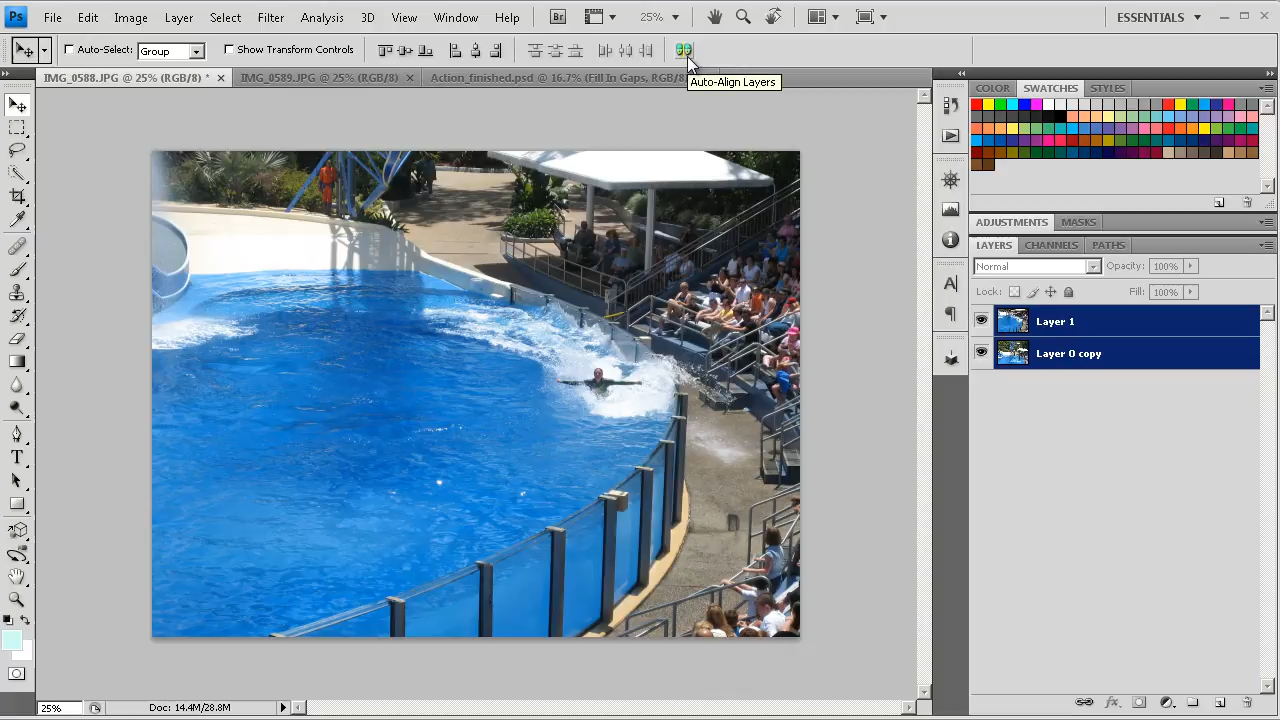 Ps File Edit Image Layer Select Filter Analysis 3D View Window Help Br 25% ESSENTIALS
Auto-Select: Group Show Transform Controls
IMG_0588.JPG @ 25% (RGB/8) * IMG_0589.JPG @ 25% (RGB/8) Action_finished.psd @ 16.7% (Fill In Gaps, RGB/8)
Auto-Align Layers
COLOR SWATCHES STYLES
ADJUSTMENTS MASKS
LAYERS CHANNELS PATHS
Normal Opacity: 100%
Lock: Fill: 100%
Layer 1
Layer 0 copy
25% Doc: 14.4M/28.8M